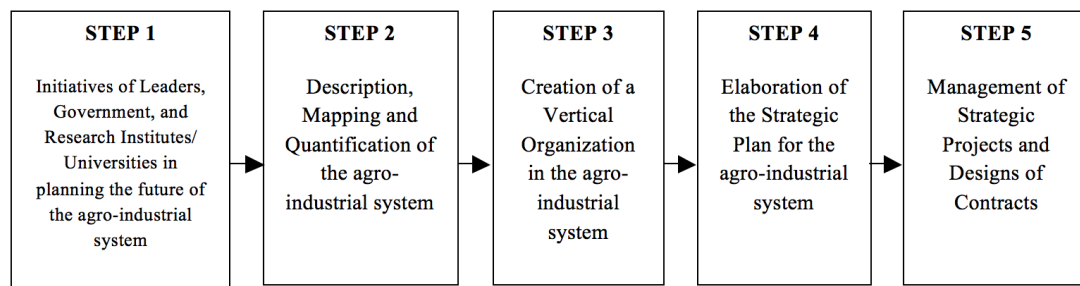 STEP 1
Initiatives of Leaders,
Government, and
Research Institutes/
Universities in
planning the future of
the agro-industrial
system
STEP 2
Description,
Mapping and
Quantification of
the agro-
industrial system
STEP 3
Creation of a
Vertical
Organization
in the agro-
industrial
system
STEP 4
Elaboration of
the Strategic
Plan for the
agro-industrial
system
STEP 5
Management of
Strategic
Projects and
Designs of
Contracts